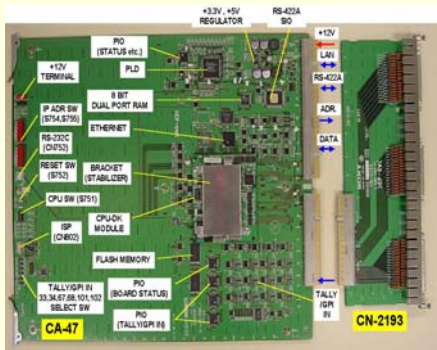 PIO
(STATUS etc.)
PLD
+3.3V , +5V
REGULATOR
RS-422A
SIO
+12V
LAN
RS-422A
ADR.
DATA
+12V
TERMINAL
8 BIT
DUAL PORT RAM
IP ADR SW
(S754,S755)
ETHERNET
RS-232C
(CN752)
RESET SW
(S752)
BRACKET
(STABILIZER)
CPU SW (S751)
CPU-DK
MODULE
ISP
(CN802)
FLASH MEMORY
TALLY/GPI IN
33,34,67,68,101,102
SELECT SW
PIO
(BOARD STATUS)
PIO
(TALLY/GPI IN)
TALLY
/GPI
IN
CA-47
CN-2193